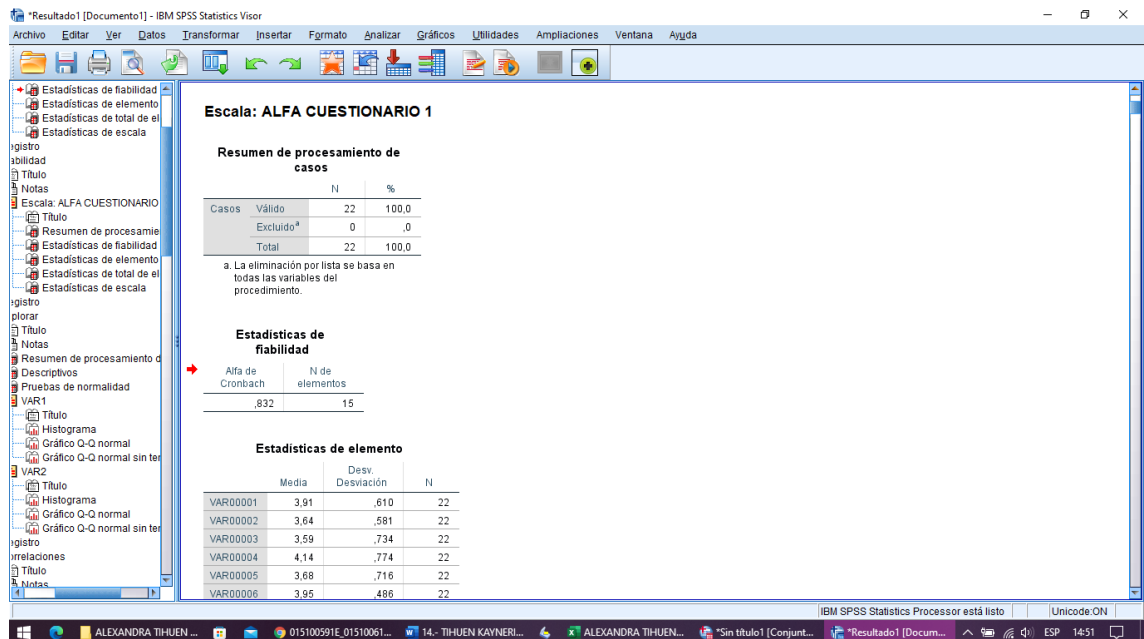 *Resultado1 [Documento1] - IBM SPSS Statistics Visor
Archivo Editar Ver Datos Transformar Insertar Formato Analizar Gráficos Utilidades Ampliaciones Ventana Ayuda
Estadísticas de fiabilidad
Estadísticas de elemento
Estadísticas de total de el
Estadísticas de escala
egistro
abilidad
Título
Notas
Escala: ALFA CUESTIONARIO
Título
Resumen de procesamie
Estadísticas de fiabilidad
Estadísticas de elemento
Estadísticas de total de el
Estadísticas de escala
egistro
plorar
Título
Notas
Resumen de procesamiento d
Descriptivos
Pruebas de normalidad
VAR1
Título
Histograma
Gráfico Q-Q normal
Gráfico Q-Q normal sin ter
VAR2
Título
Histograma
Gráfico Q-Q normal
Gráfico Q-Q normal sin ter
egistro
orrelaciones
Título
Notas
Escala: ALFA CUESTIONARIO 1
Resumen de procesamiento de
casos
N %
Casos Válido 22 100,0
Excluido a 0 ,0
Total 22 100,0
a. La eliminación por lista se basa en
todas las variables del
procedimiento.
Estadísticas de
fiabilidad
Alfa de N de
Cronbach elementos
,832 15
Estadísticas de elemento
Desv.
Media Desviación N
VAR00001 3,91 ,610 22
VAR00002 3,64 ,581 22
VAR00003 3,59 ,734 22
VAR00004 4,14 ,774 22
VAR00005 3,68 ,716 22
VAR00006 3,95 ,486 22
IBM SPSS Statistics Processor está listo Unicode:ON
ALEXANDRA TIHUEN ... 015100591E_01510061... 14.- TIHUEN KAYNERI... ALEXANDRA TIHUEN... *Sin título1 [Conjunt... *Resultado1 [Docum... ESP 14:51